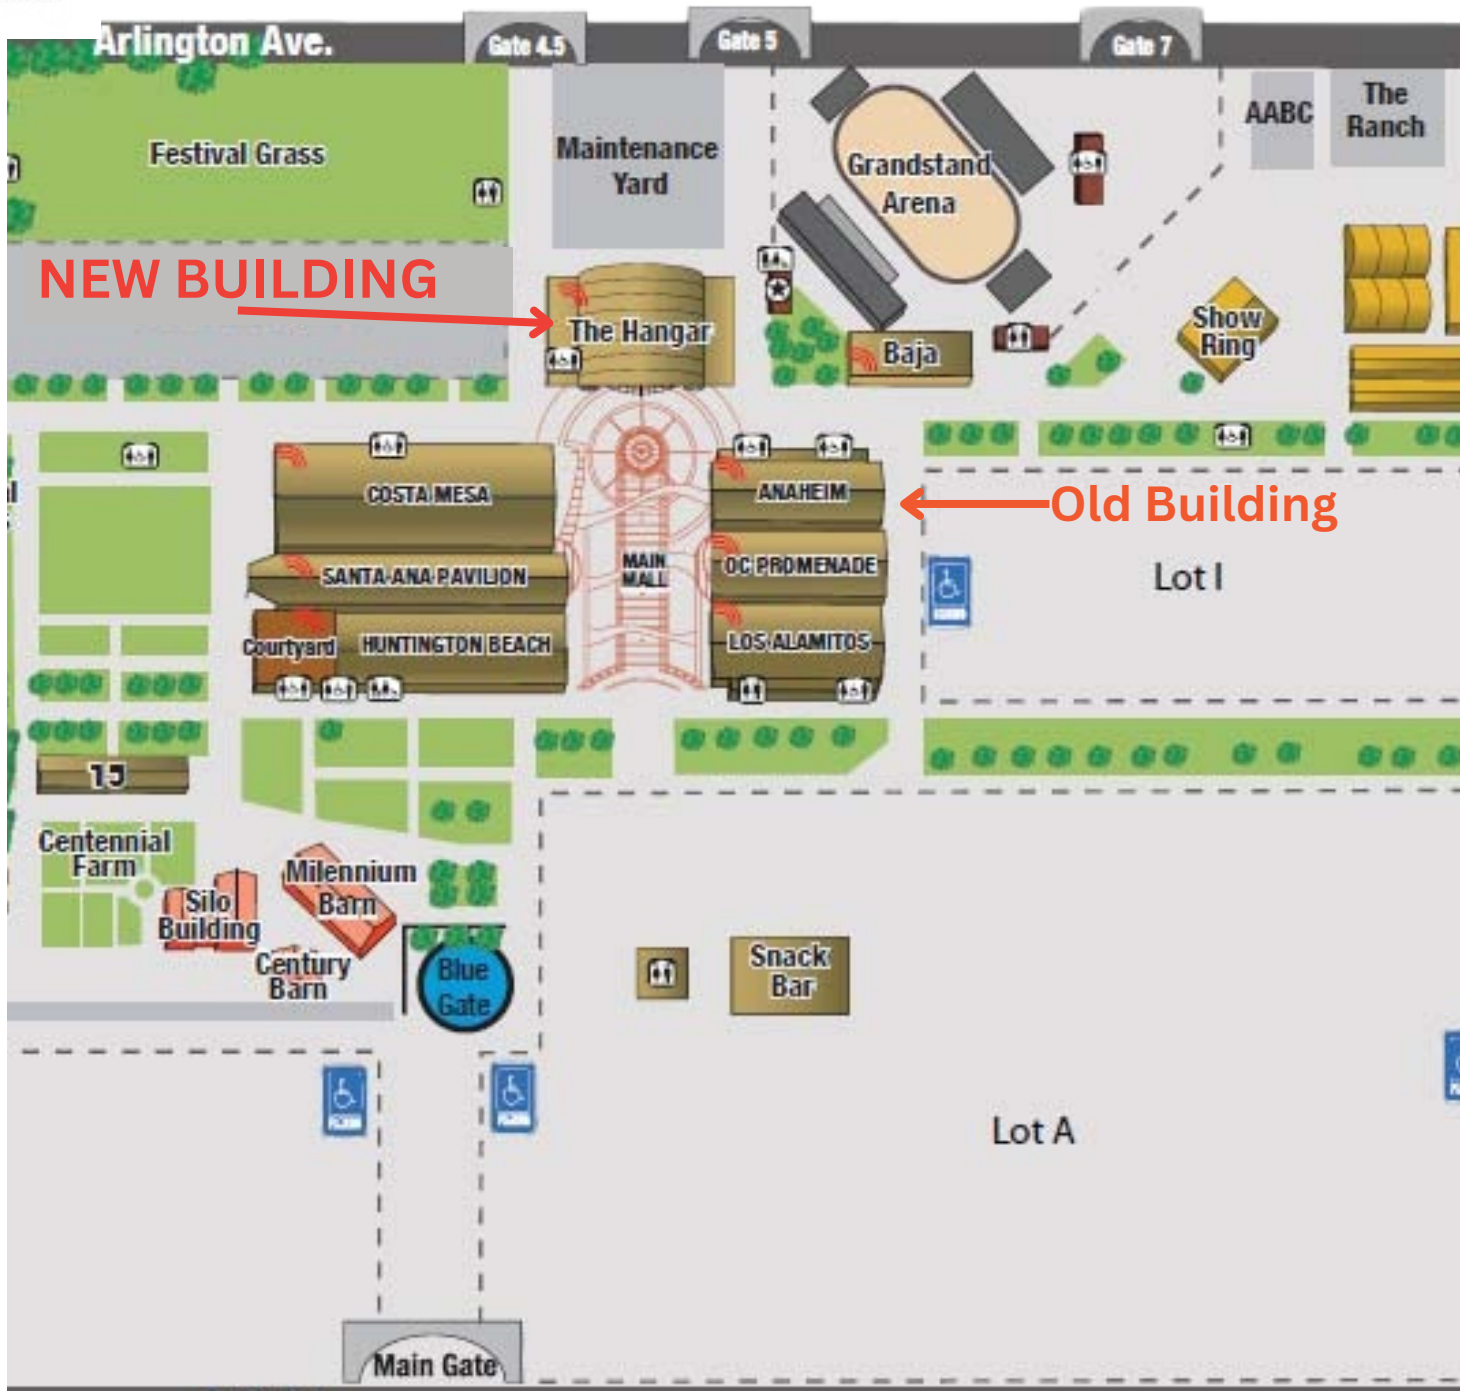 Arlington Ave.
Gate 4.5
Gate 5
Gate 7
Festival Grass
Maintenance
Yard
Grandstand
Arena
AABC
The
Ranch
NEW BUILDING
The Hangar
Baja
Show
Ring
COSTA MESA
ANAHEIM
Old Building
SANTA ANA PAVILION
MAIN
MALL
OC PROMENADE
Lot I
Courtyard
HUNTINGTON BEACH
LOS ALAMITOS
15
Centennial
Farm
Silo
Building
Milennium
Barn
Century
Barn
Blue
Gate
Snack
Bar
Lot A
Main Gate